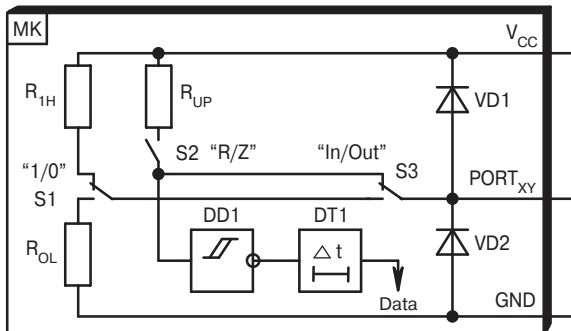 MK
V_CC
R_1H
R_UP
VD1
S2 “R/Z”
“In/Out”
S3
“1/0”
S1
PORT_XY
DD1
DT1
R_OL
Δt
VD2
Data
GND